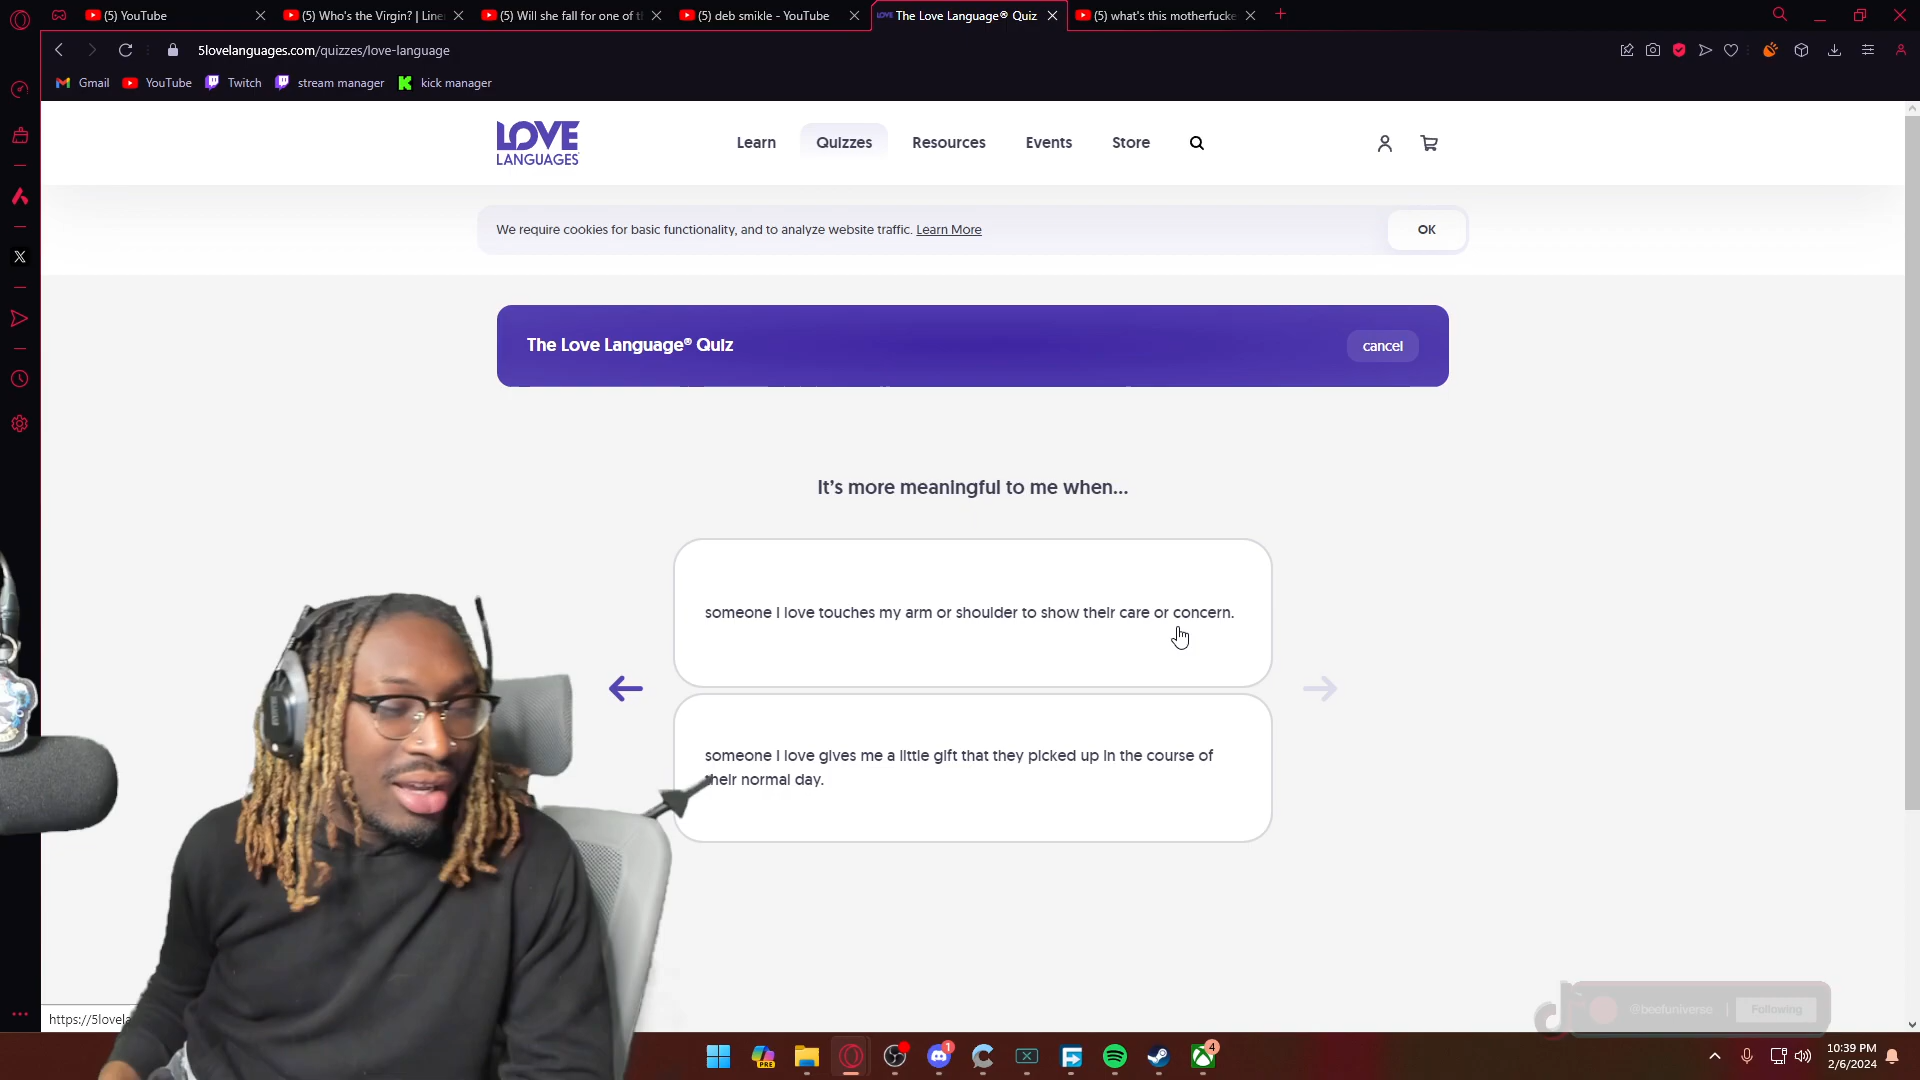 (5) YouTube
(5) Who's the Virgin? | Line
(5) Will she fall for one of t
(5) deb smikle - YouTube
The Love Language® Quiz
(5) what's this motherfucke
5lovelanguages.com/quizzes/love-language
Gmail
YouTube
Twitch
stream manager
kick manager
LOVE
LANGUAGES
Learn
Quizzes
Resources
Events
Store
We require cookies for basic functionality, and to analyze website traffic. Learn More
OK
The Love Language® Quiz
cancel
It's more meaningful to me when...
someone I love touches my arm or shoulder to show their care or concern.
someone I love gives me a little gift that they picked up in the course of
their normal day.
@beefuniverse
Following
https://5lovela
PRE
1
4
10:39 PM
2/6/2024